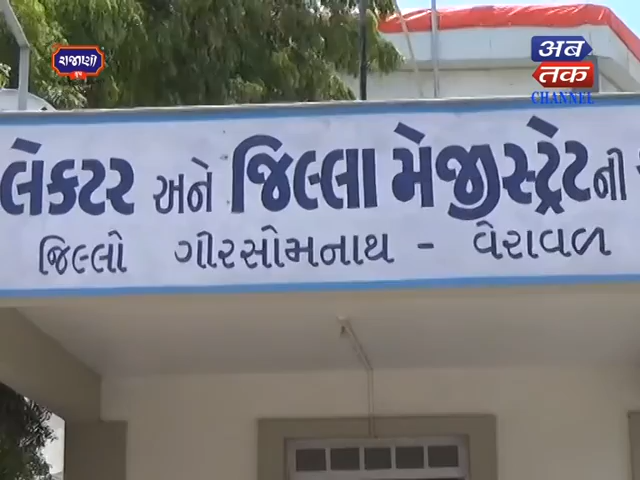 રાજાણી
અબ
તક
CHANNEL
લેક્ટર અને જિલ્લા મેજીસ્ટ્રેટની
જિલ્લો ગીરસોમનાથ - વેરાવળ